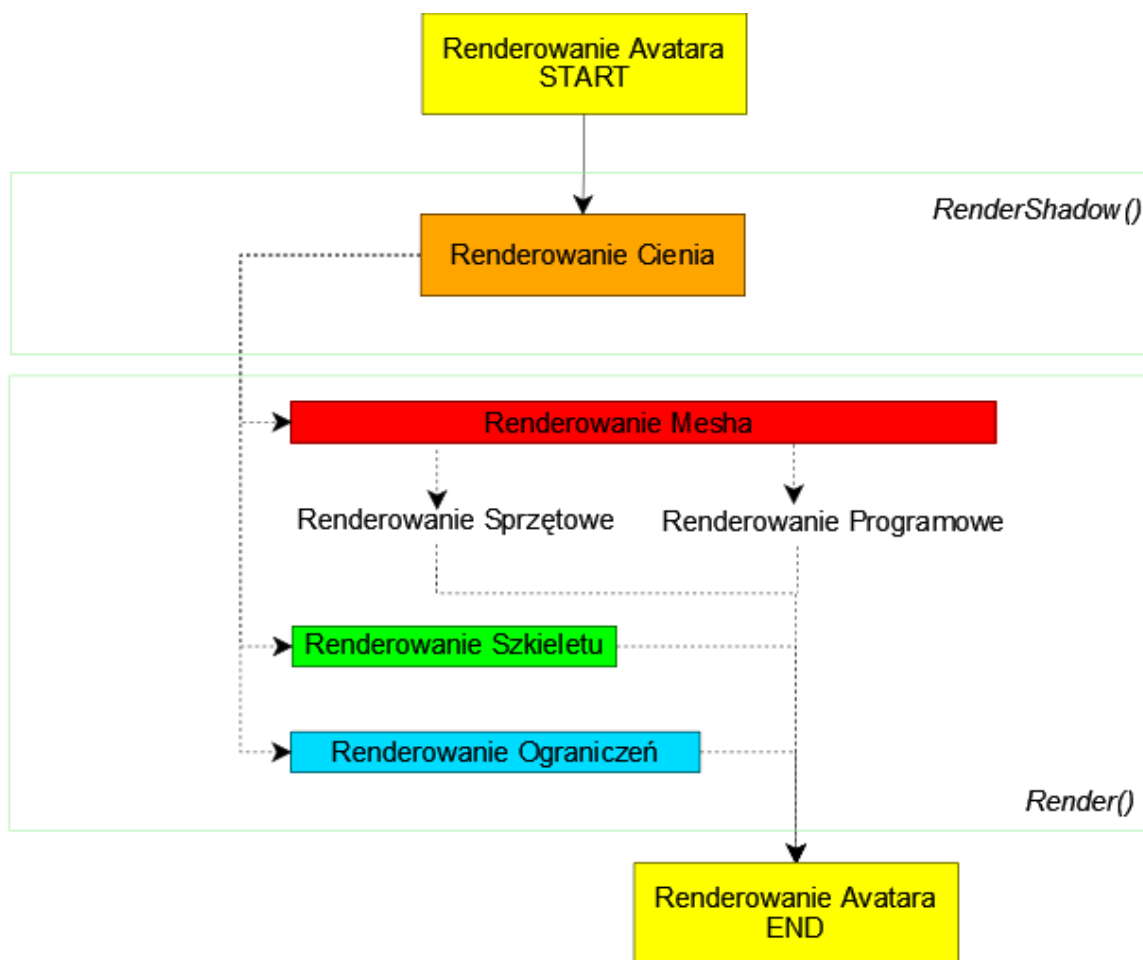 Renderowanie Avatara
START
RenderShadow()
Renderowanie Cienia
Renderowanie Mesha
Renderowanie Sprzętowe
Renderowanie Programowe
Renderowanie Szkieletu
Renderowanie Ograniczeń
Render()
Renderowanie Avatara
END